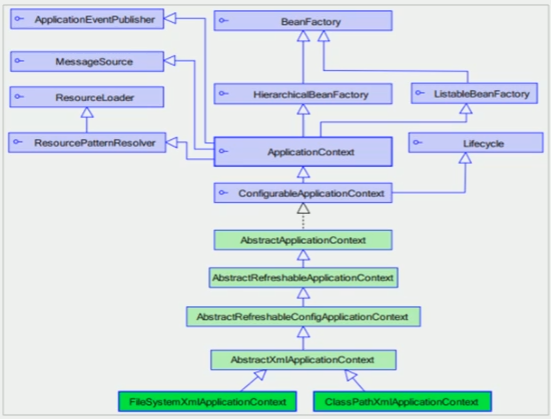 ApplicationEventPublisher
BeanFactory
MessageSource
ResourceLoader
HierarchicalBeanFactory
ListableBeanFactory
ResourcePatternResolver
ApplicationContext
Lifecycle
ConfigurableApplicationContext
AbstractApplicationContext
AbstractRefreshableApplicationContext
AbstractRefreshableConfigApplicationContext
AbstractXmlApplicationContext
FileSystemXmlApplicationContext
ClassPathXmlApplicationContext